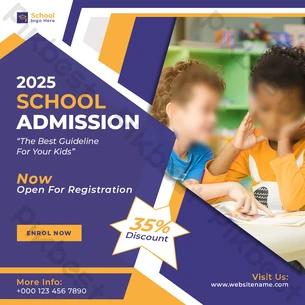 School
logo Here
2025
SCHOOL
ADMISSION
“The Best Guideline
For Your Kids”
Now
Open For Registration
ENROL NOW
35%
Discount
More Info:
+000 123 456 7890
Visit Us:
www.websitename.com